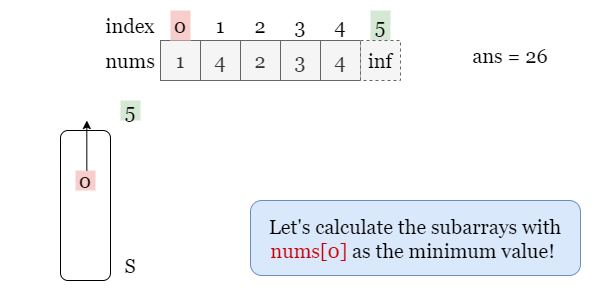 index 0 1 2 3 4 5
nums 1 4 2 3 4 inf
ans = 26
5
0
S
Let's calculate the subarrays with
nums[0] as the minimum value!